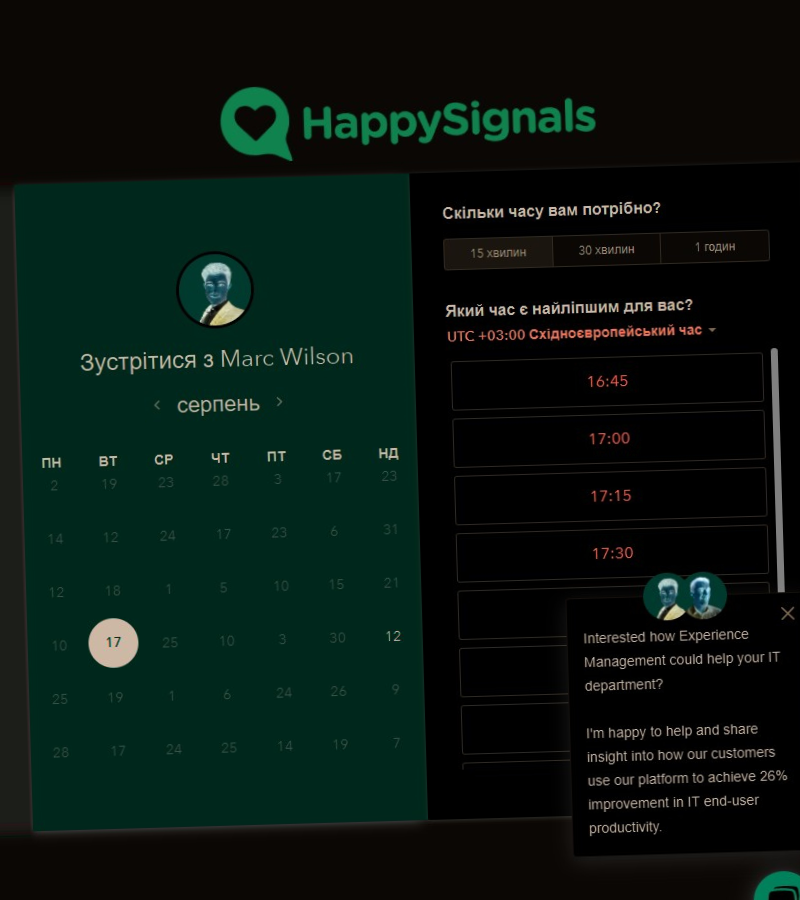 HappySignals
Зустрітися з Marc Wilson
серпень
ПН ВТ СР ЧТ ПТ СБ НД
2 19 23 28 3 17 23
14 12 24 17 23 6 31
12 18 1 5 10 15 21
10 17 25 10 3 30 12
25 19 1 6 24 26 9
28 17 24 25 14 19 7
Скільки часу вам потрібно?
15 хвилин 30 хвилин 1 годин
Який час є найліпшим для вас?
UTC +03:00 Східноєвропейський час
16:45
17:00
17:15
17:30
Interested how Experience
Management could help your IT
department?
I'm happy to help and share
insight into how our customers
use our platform to achieve 26%
improvement in IT end-user
productivity.